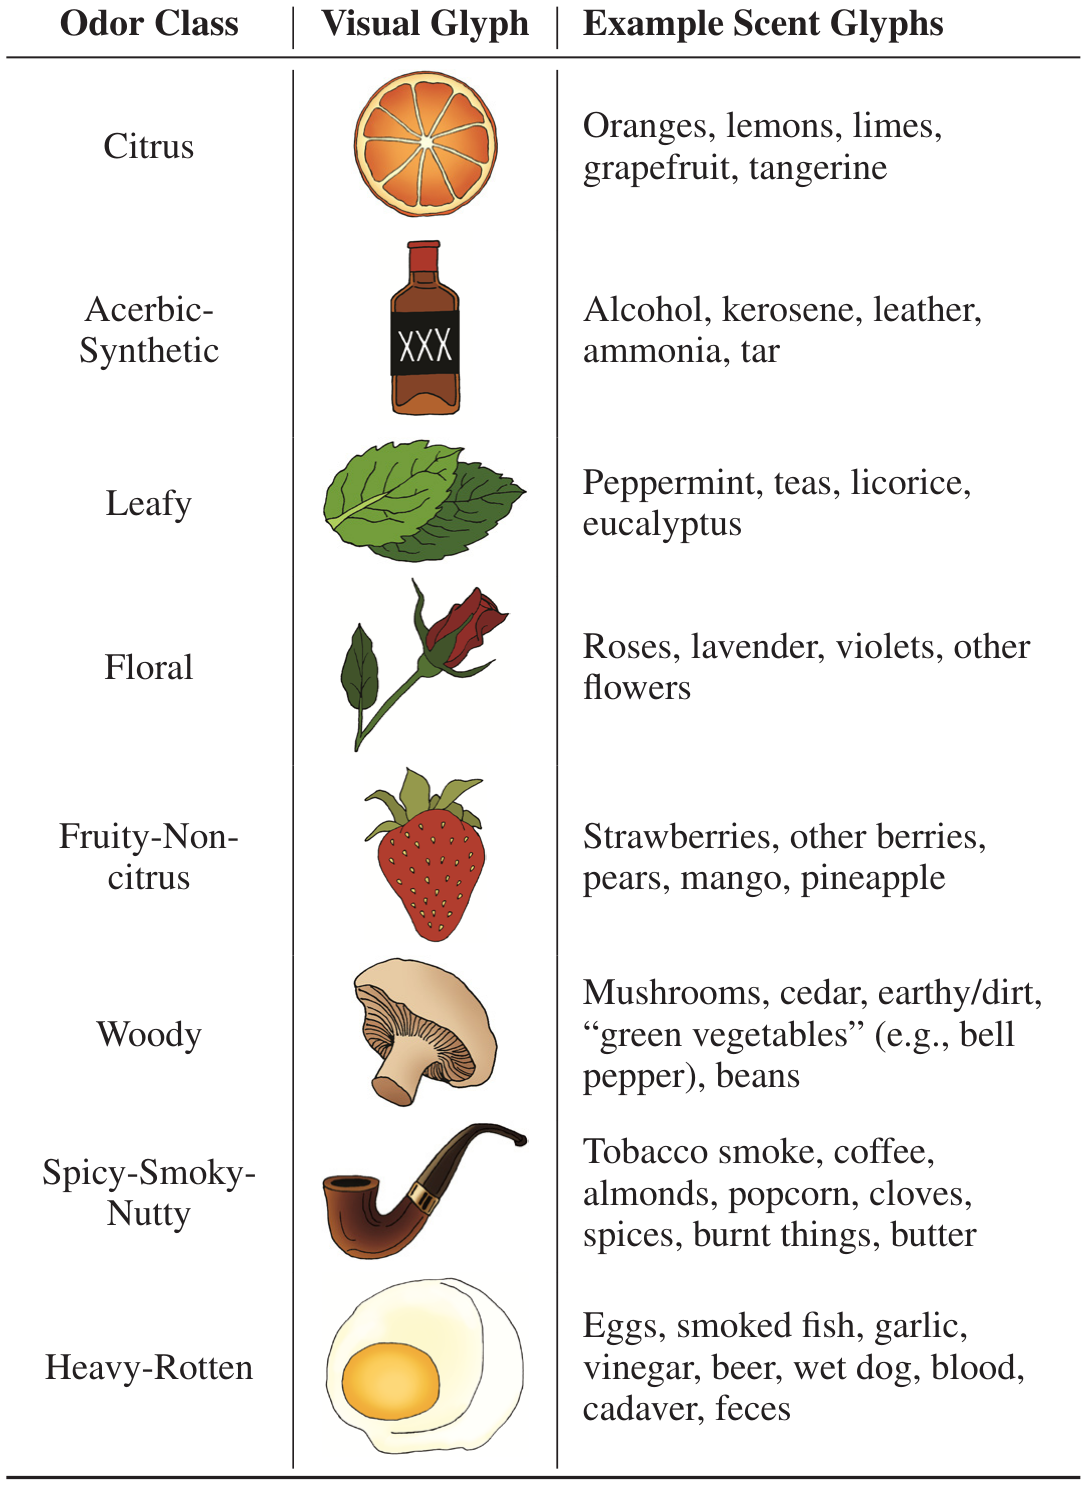 Odor Class Visual Glyph Example Scent Glyphs
Citrus
Oranges, lemons, limes,
grapefruit, tangerine
Acerbic-
Synthetic
XXX
Alcohol, kerosene, leather,
ammonia, tar
Leafy
Peppermint, teas, licorice,
eucalyptus
Floral
Roses, lavender, violets, other
flowers
Fruity-Non-
citrus
Strawberries, other berries,
pears, mango, pineapple
Woody
Mushrooms, cedar, earthy/dirt,
“green vegetables” (e.g., bell
pepper), beans
Spicy-Smoky-
Nutty
Tobacco smoke, coffee,
almonds, popcorn, cloves,
spices, burnt things, butter
Heavy-Rotten
Eggs, smoked fish, garlic,
vinegar, beer, wet dog, blood,
cadaver, feces